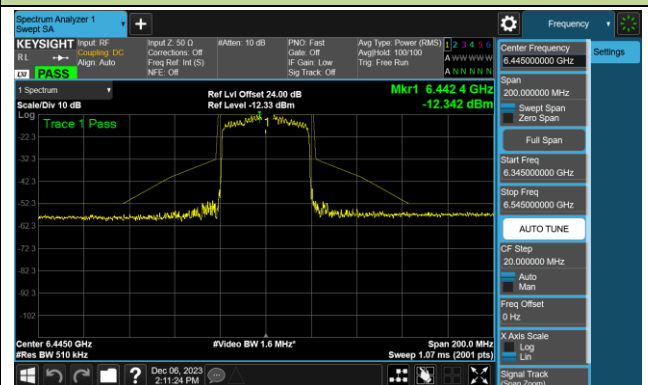 Spectrum Analyzer 1
Swept SA
Frequency
KEYSIGHT
RL
LXI
PASS
Input: RF
Coupling: DC
Align: Auto
Input Z: 50 Ω
Corrections: Off
Freq Ref: Int (S)
NFE: Off
#Atten: 10 dB
PNO: Fast
Gate: Off
IF Gain: Low
Sig Track: Off
Avg Type: Power (RMS)
Avg|Hold: 100/100
Trig: Free Run
1 2 3 4 5 6
A W W W W W
A N N N N N
1 Spectrum
Scale/Div 10 dB
Ref Lvl Offset 24.00 dB
Ref Level -12.33 dBm
Mkr1 6.442 4 GHz
-12.342 dBm
Log
Trace 1 Pass
1
-22.3
-32.3
-42.3
-52.3
-62.3
-72.3
-82.3
-92.3
-102
Center 6.4450 GHz
#Res BW 510 kHz
#Video BW 1.6 MHz*
Span 200.0 MHz
Sweep 1.07 ms (2001 pts)
Dec 06, 2023
2:11:24 PM
Center Frequency
6.445000000 GHz
Settings
Span
200.000000 MHz
Swept Span
Zero Span
Full Span
Start Freq
6.345000000 GHz
Stop Freq
6.545000000 GHz
AUTO TUNE
CF Step
20.000000 MHz
Auto
Man
Freq Offset
0 Hz
X Axis Scale
Log
Lin
Signal Track
(Span Zoom)